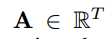 𝐀 ∈ ℝ^T